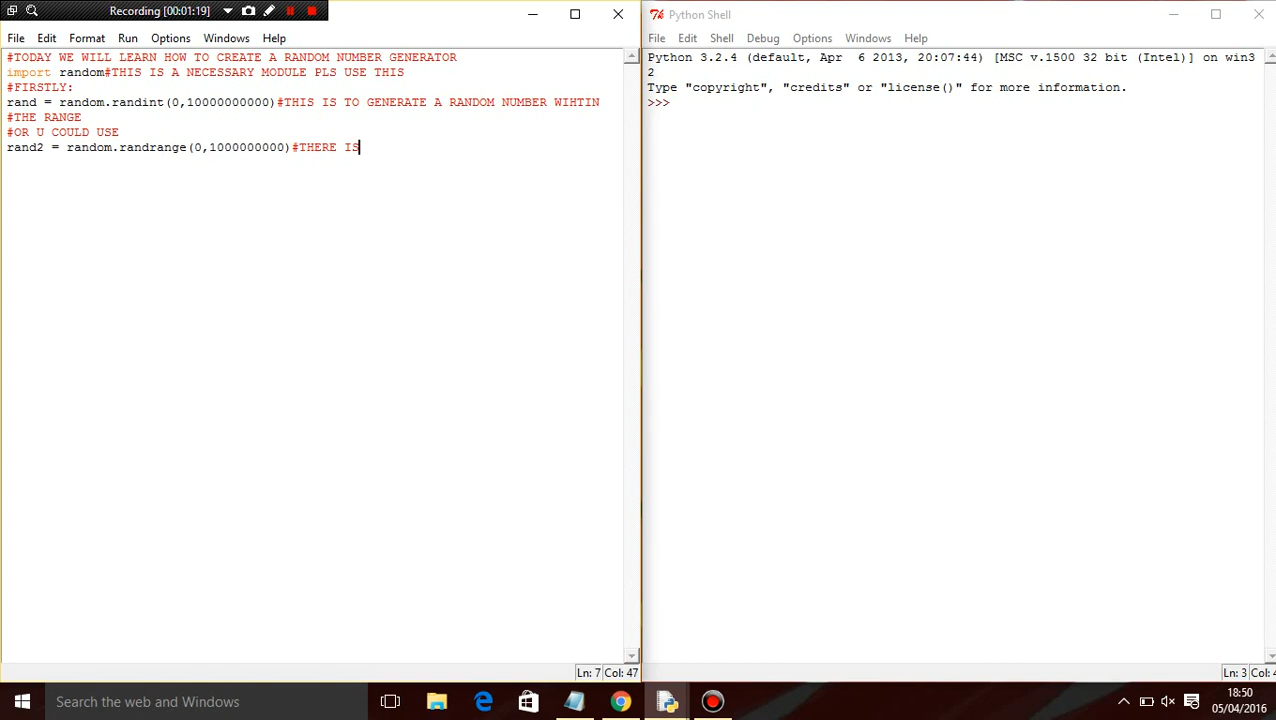 Recording [00:01:19]
File Edit Format Run Options Windows Help
#TODAY WE WILL LEARN HOW TO CREATE A RANDOM NUMBER GENERATOR
import random#THIS IS A NECESSARY MODULE PLS USE THIS
#FIRSTLY:
rand = random.randint(0,10000000000)#THIS IS TO GENERATE A RANDOM NUMBER WIHTIN
#THE RANGE
#OR U COULD USE
rand2 = random.randrange(0,1000000000)#THERE IS
Ln: 7 Col: 47
Python Shell
File Edit Shell Debug Options Windows Help
Python 3.2.4 (default, Apr  6 2013, 20:07:44) [MSC v.1500 32 bit (Intel)] on win3
2
Type "copyright", "credits" or "license()" for more information.
>>>
Ln: 3 Col: 4
Search the web and Windows
18:50
05/04/2016